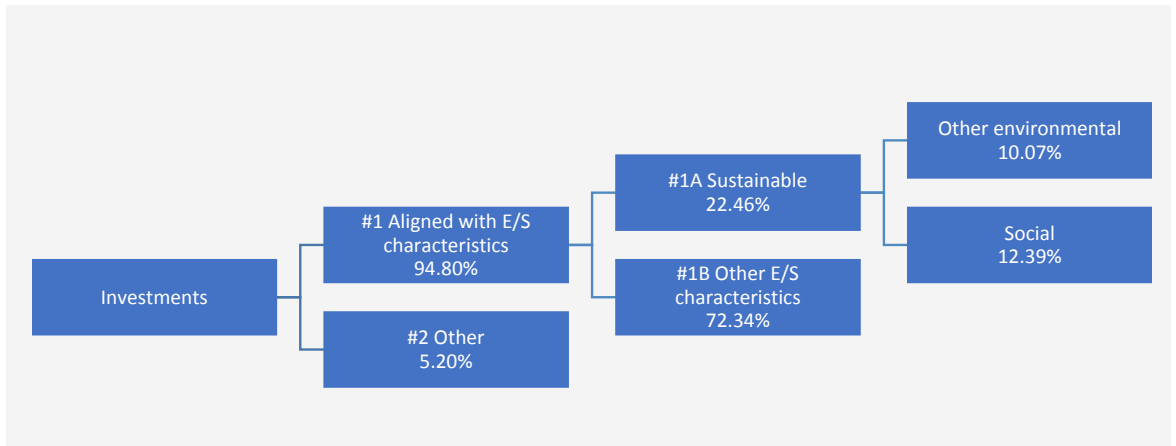 Investments
#1 Aligned with E/S
characteristics
94.80%
#2 Other
5.20%
#1A Sustainable
22.46%
#1B Other E/S
characteristics
72.34%
Other environmental
10.07%
Social
12.39%